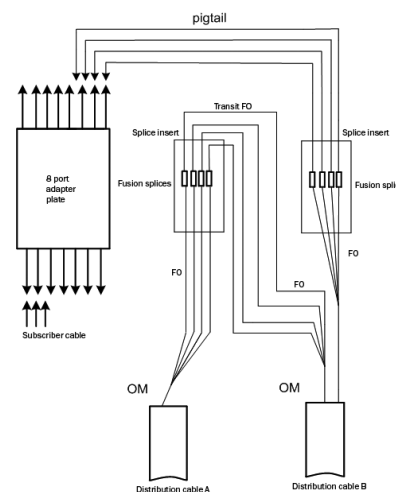 pigtail
Transit FO
Splice insert
Splice insert
8 port
adapter
plate
Fusion splices
Fusion splic
FO
FO
FO
Subscriber cable
OM
OM
Distribution cable A
Distribution cable B